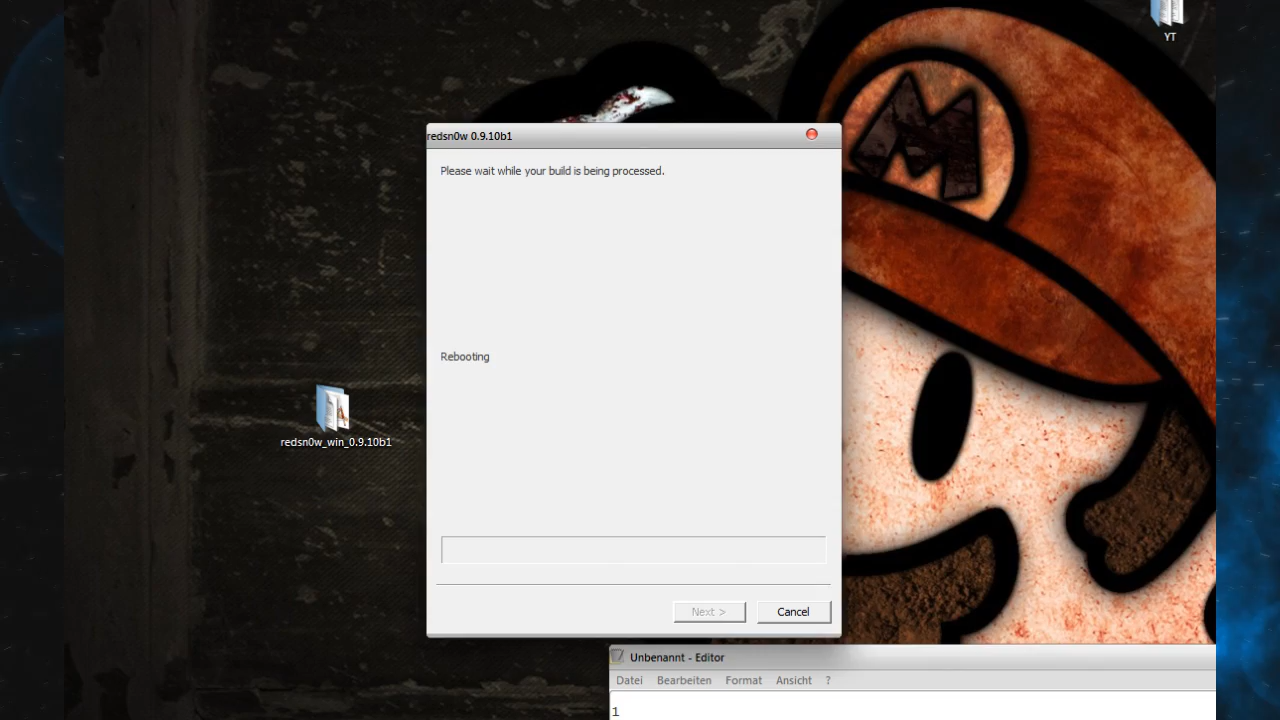 YT
redsn0w 0.9.10b1
Please wait while your build is being processed.
Rebooting
redsn0w_win_0.9.10b1
Next >
Cancel
Unbenannt - Editor
Datei Bearbeiten Format Ansicht ?
1
M